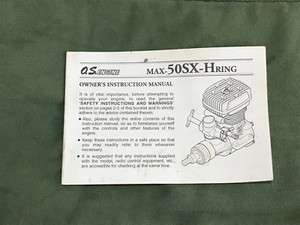 O.S. ENGINE
MAX-50SX-H RING
OWNER'S INSTRUCTION MANUAL
It is of vital importance, before attempting to
operate your engine, to read the general
'SAFETY INSTRUCTIONS AND WARNINGS'
section on pages 2-5 of this booklet and to strictly
adhere to the advice contained therein.
● Also, please study the entire contents of this
instruction manual, so as to familiarize yourself
with the controls and other features of the
engine.
● Keep these instructions in a safe place so that
you may readily refer to them whenever
necessary.
● It is suggested that any instructions supplied
with the model, radio control equipment, etc.,
are accessible for checking at the same time.